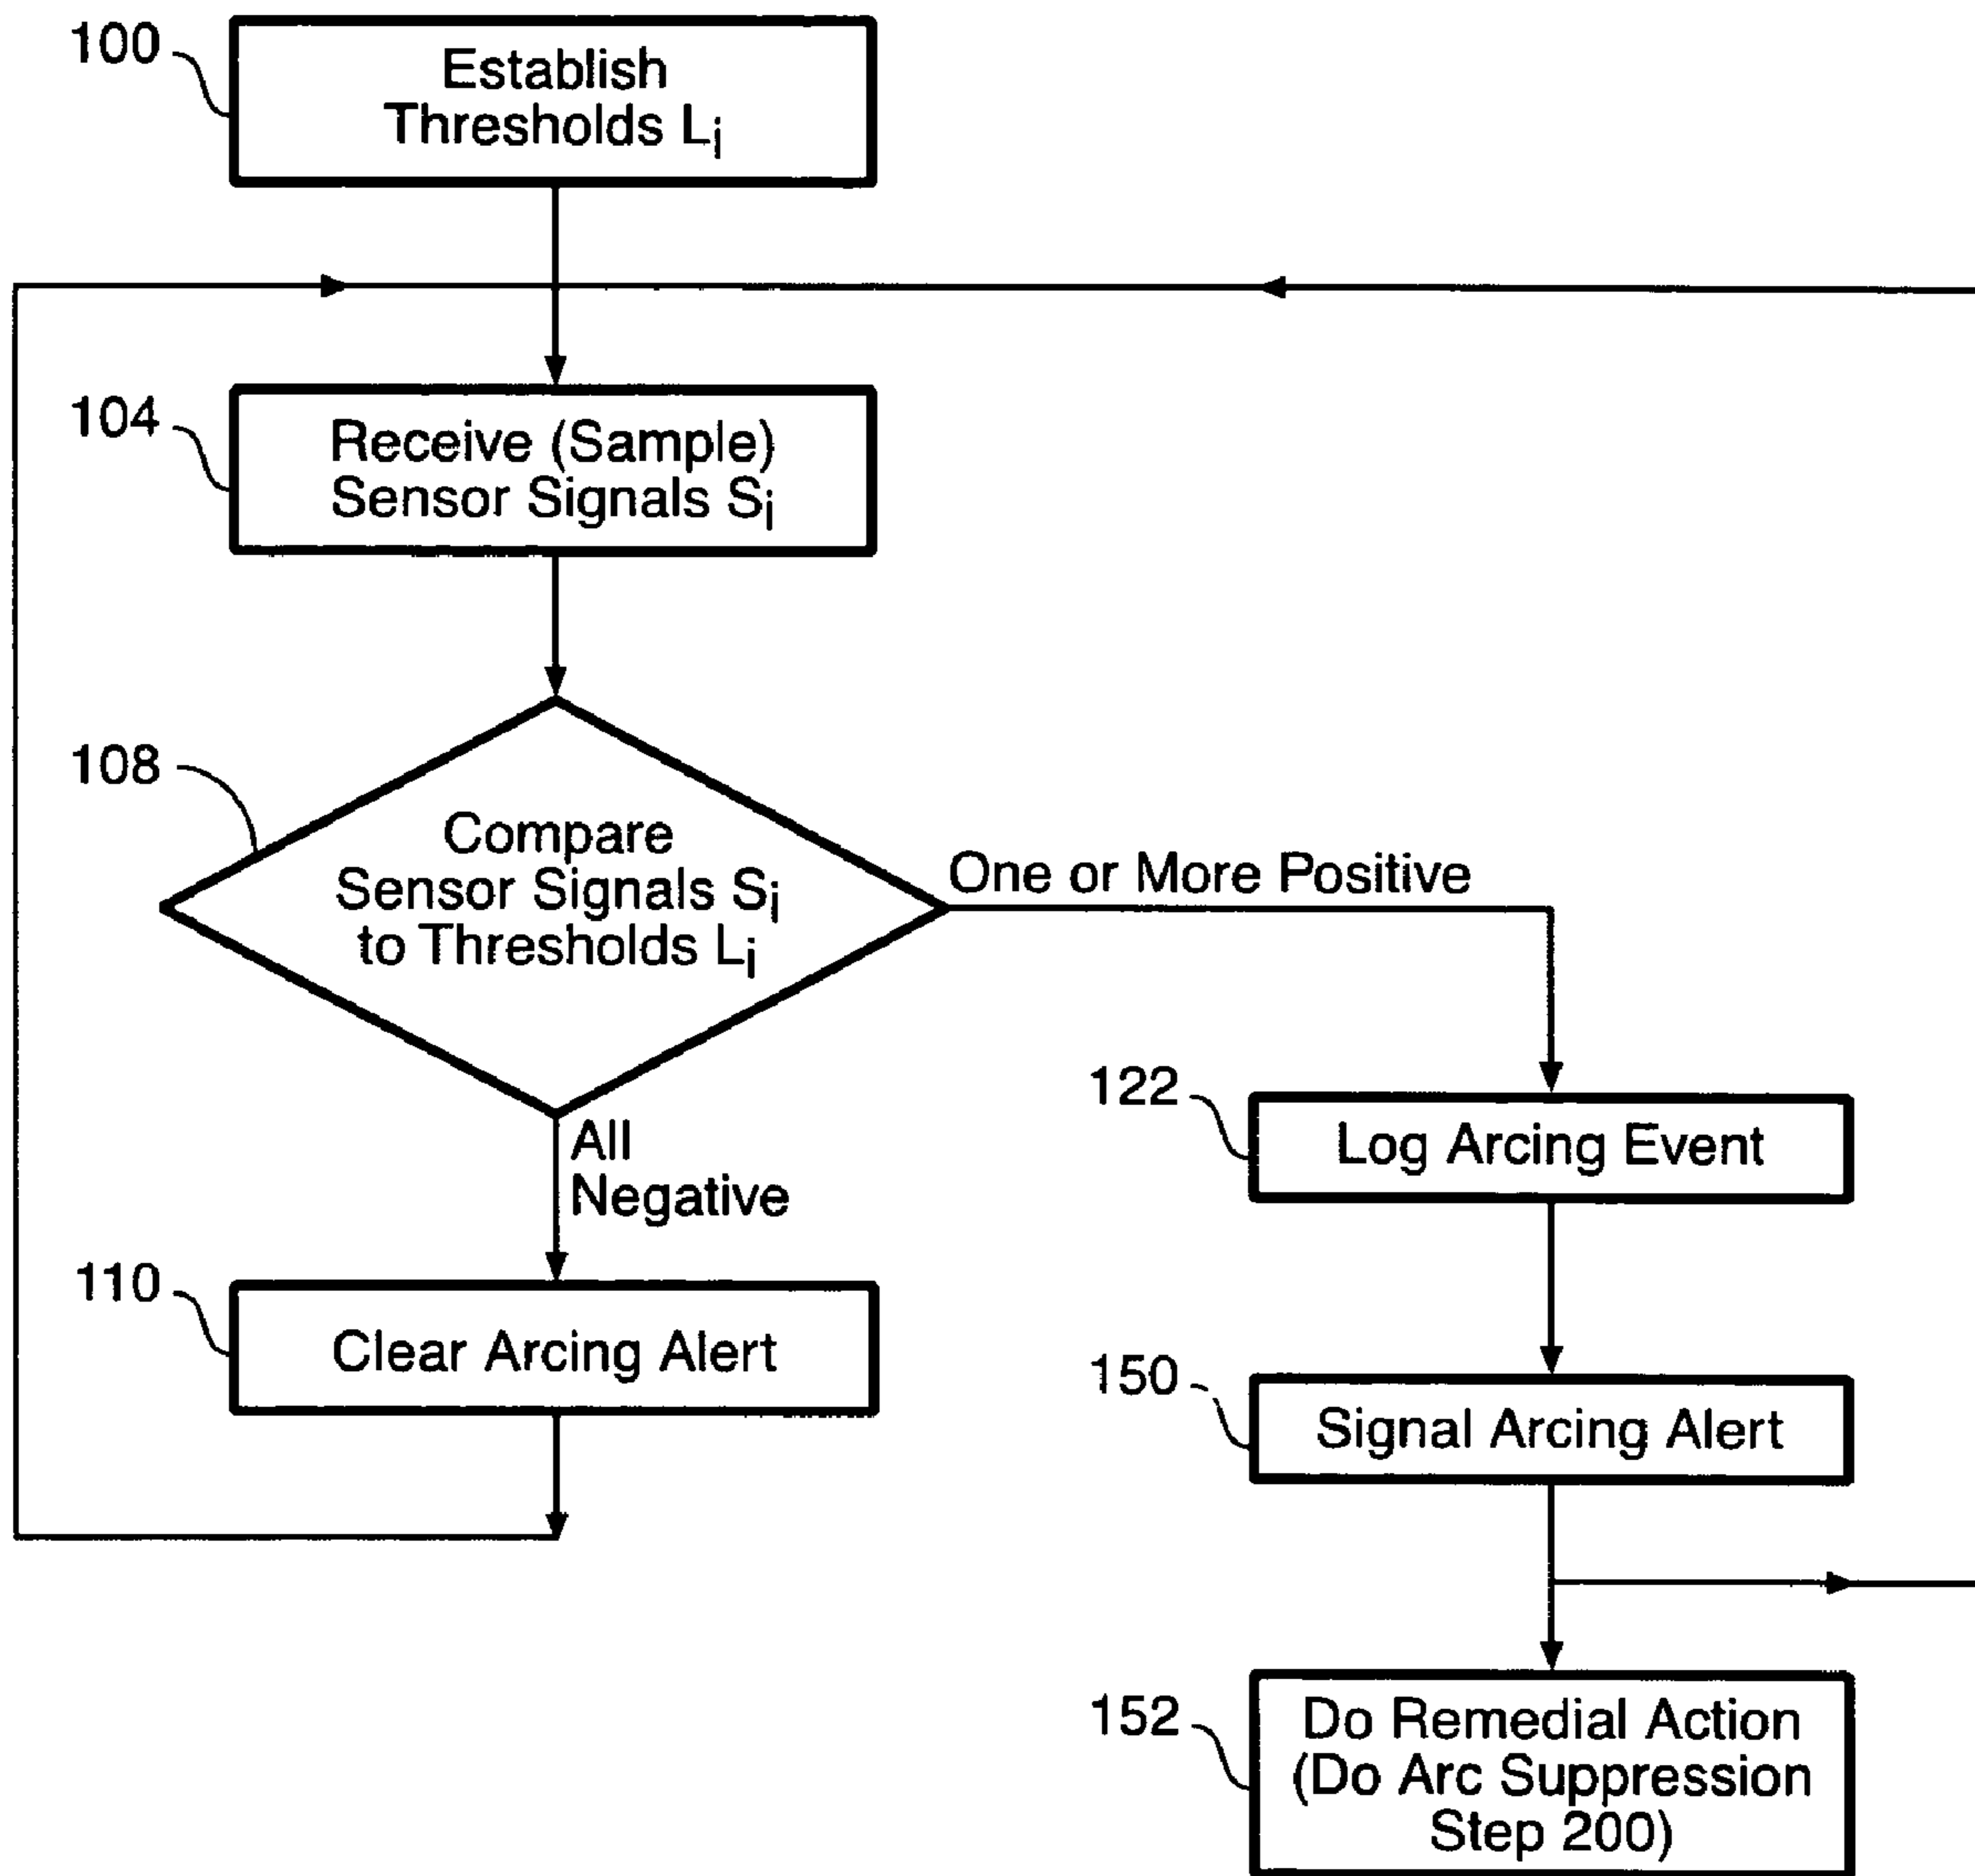 100
Establish
Thresholds Li
104
Receive (Sample)
Sensor Signals Si
108
Compare
Sensor Signals Si
to Thresholds Li
One or More Positive
All
Negative
110
Clear Arcing Alert
122
Log Arcing Event
150
Signal Arcing Alert
152
Do Remedial Action
(Do Arc Suppression
Step 200)